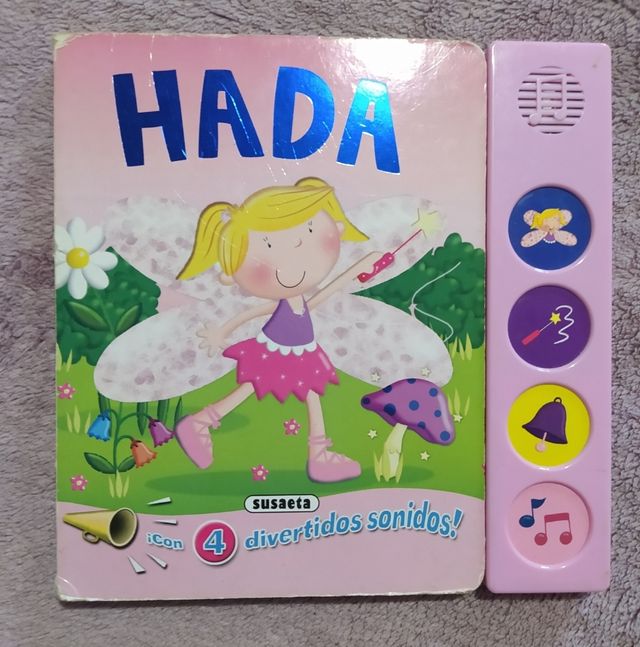 HADA
susaeta
¡Con 4 divertidos sonidos!